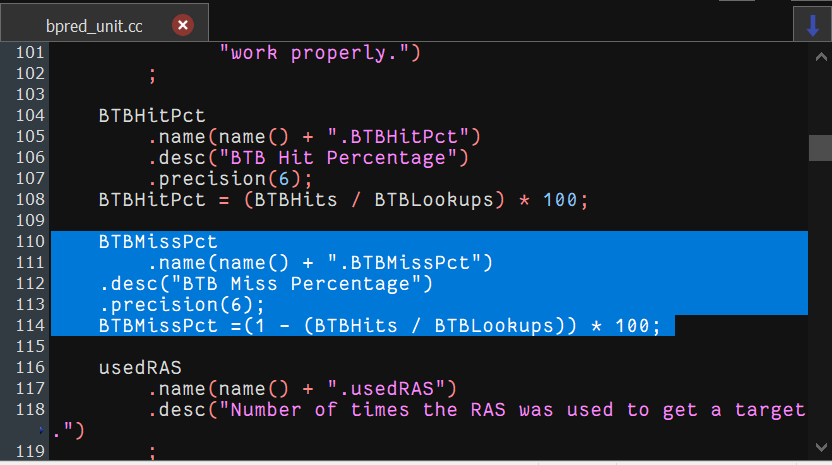 bpred_unit.cc
101                 "work properly.")
102         ;
103
104     BTBHitPct
105         .name(name() + ".BTBHitPct")
106         .desc("BTB Hit Percentage")
107         .precision(6);
108     BTBHitPct = (BTBHits / BTBLookups) * 100;
109
110     BTBMissPct
111         .name(name() + ".BTBMissPct")
112     .desc("BTB Miss Percentage")
113     .precision(6);
114     BTBMissPct =(1 - (BTBHits / BTBLookups)) * 100;
115
116     usedRAS
117         .name(name() + ".usedRAS")
118         .desc("Number of times the RAS was used to get a target
.")
119         ;